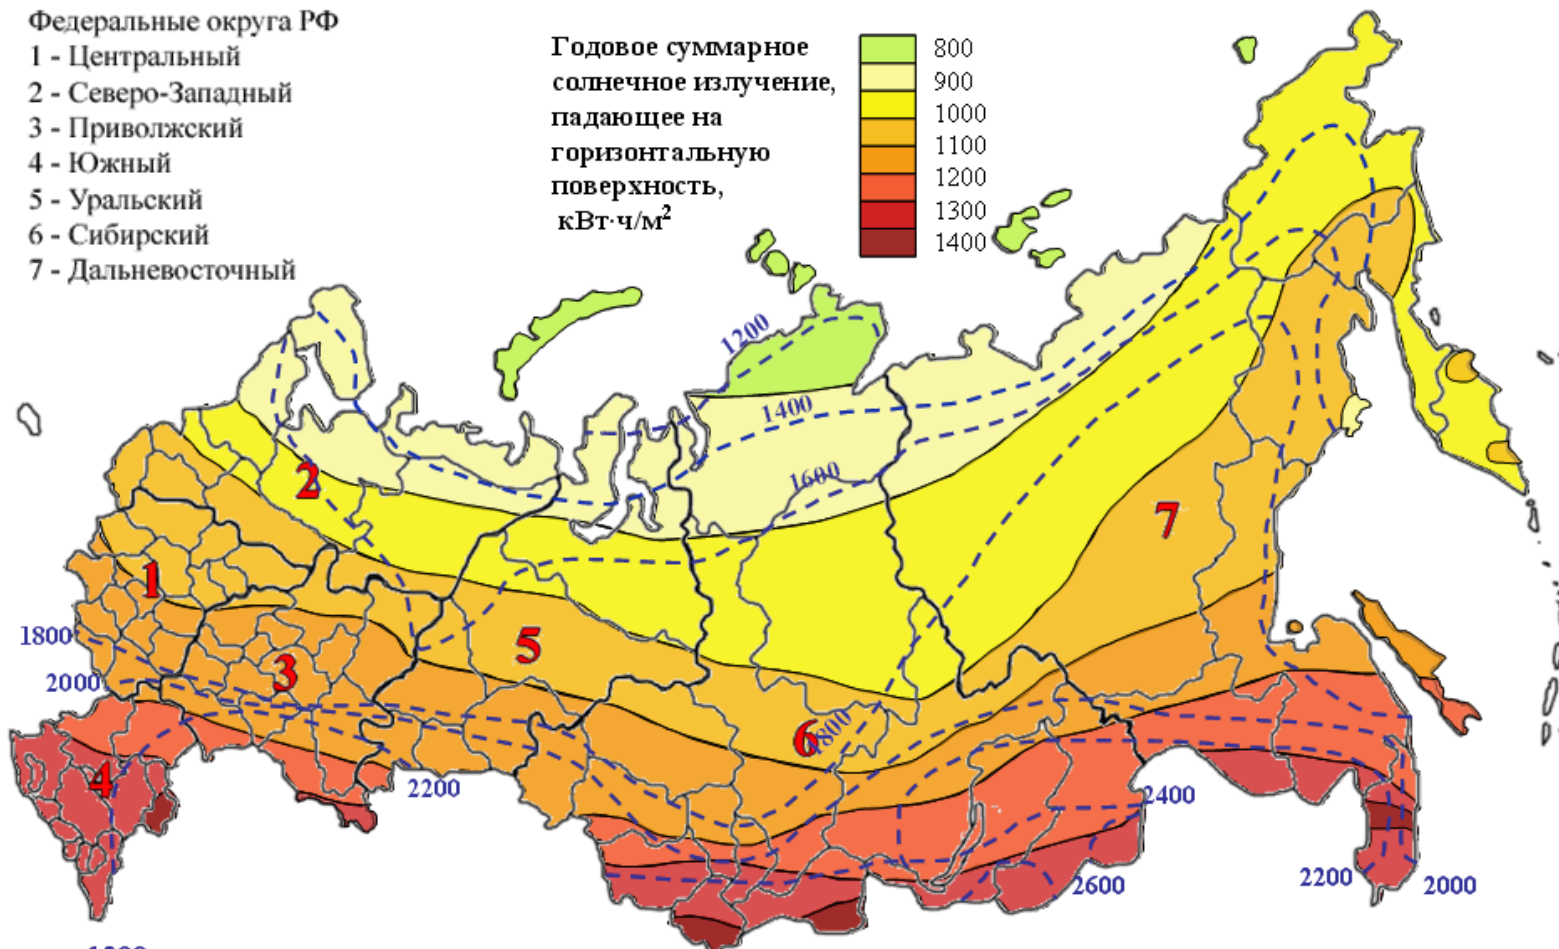 Федеральные округа РФ
1 - Центральный
2 - Северо-Западный
3 - Приволжский
4 - Южный
5 - Уральский
6 - Сибирский
7 - Дальневосточный
Годовое суммарное
солнечное излучение,
падающее на
горизонтальную
поверхность,
кВт·ч/м²
800
900
1000
1100
1200
1300
1400
1200
1400
1600
2
7
1
1800
5
3
2000
6
1800
4
2200
2400
2600
2200
2000